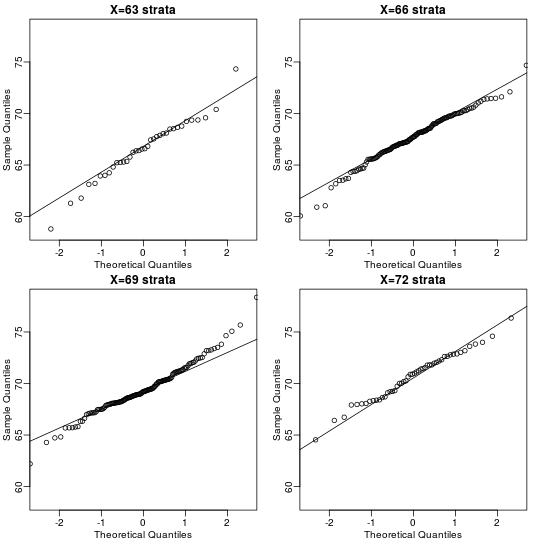 X=63 strata
Sample Quantiles
60 65 70 75
-2 -1 0 1 2
Theoretical Quantiles
X=66 strata
Sample Quantiles
60 65 70 75
-2 -1 0 1 2
Theoretical Quantiles
X=69 strata
Sample Quantiles
60 65 70 75
-2 -1 0 1 2
Theoretical Quantiles
X=72 strata
Sample Quantiles
60 65 70 75
-2 -1 0 1 2
Theoretical Quantiles